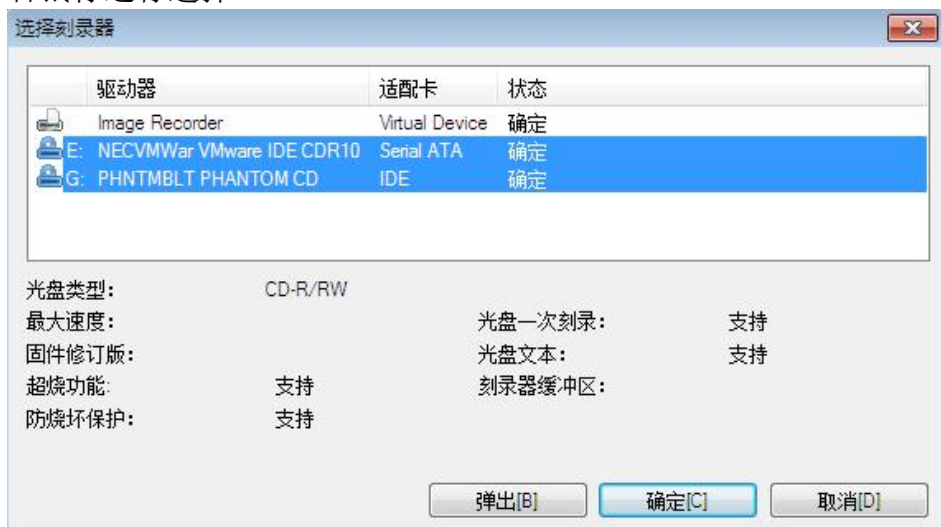 选择刻录器
驱动器 适配卡 状态
Image Recorder Virtual Device 确定
E: NECVMWar VMware IDE CDR10 Serial ATA 确定
G: PHNTMBLT PHANTOM CD IDE 确定
光盘类型: CD-R/RW
最大速度: 光盘一次刻录: 支持
固件修订版: 光盘文本: 支持
超烧功能: 支持 刻录器缓冲区:
防烧坏保护: 支持
弹出[B] 确定[C] 取消[D]